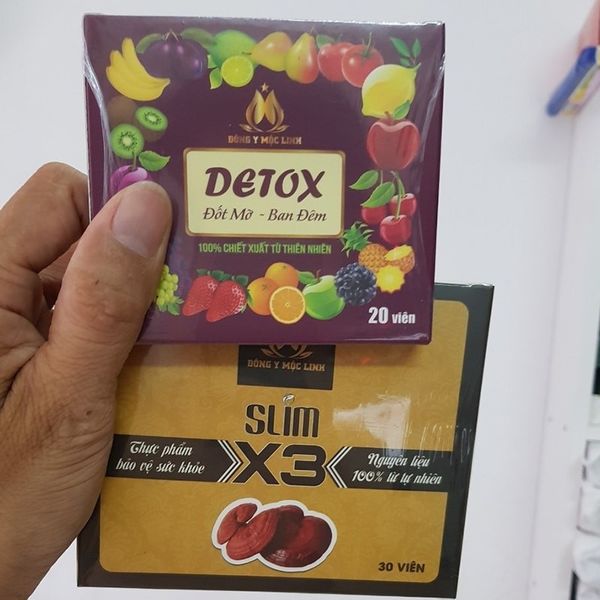 ĐÔNG Y MỘC LINH
DETOX
Đốt Mỡ - Ban Đêm
100% CHIẾT XUẤT TỪ THIÊN NHIÊN
20 viên
ĐÔNG Y MỘC LINH
SLIM
X3
Thực phẩm
bảo vệ sức khỏe
Nguyên liệu
100% từ tự nhiên
30 VIÊN